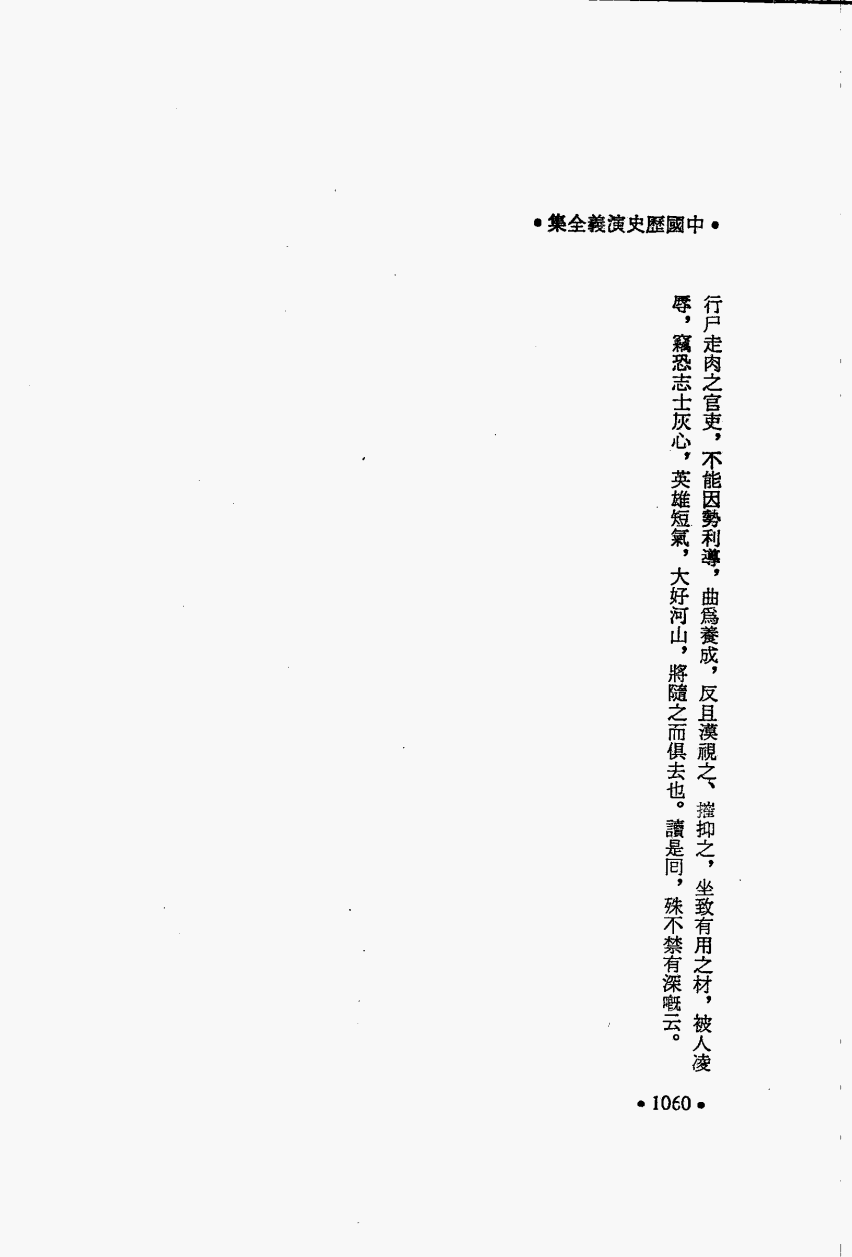 •中國歷史演義全集•
行尸走肉之官吏，不能因勢利導，曲爲養成，反且漠視之、摧抑之，坐致有用之材，被人凌
辱，竊恐志士灰心，英雄短氣，大好河山，將隨之而俱去也。讀是囘，殊不禁有深嘅云。
•1060•